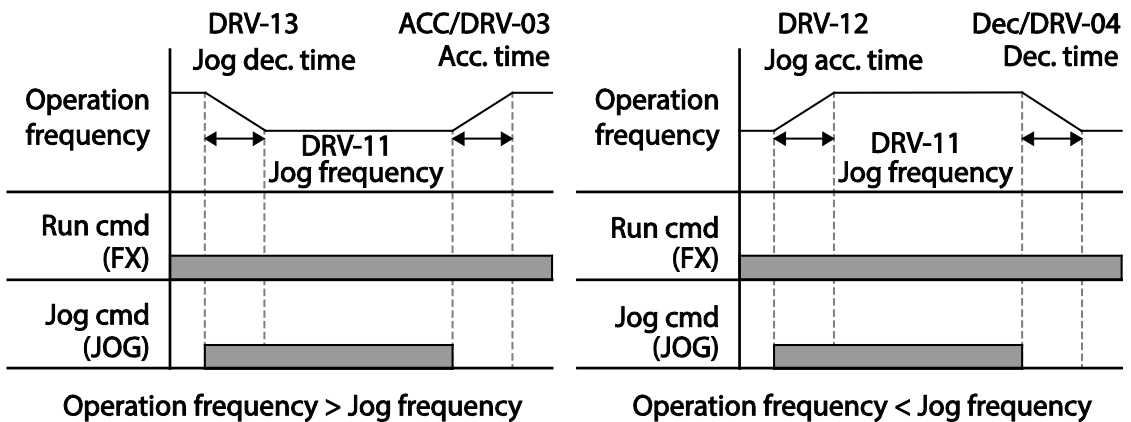 DRV-13
Jog dec. time
ACC/DRV-03
Acc. time
Operation
frequency
DRV-11
Jog frequency
Run cmd
(FX)
Jog cmd
(JOG)
Operation frequency > Jog frequency
DRV-12
Jog acc. time
Dec/DRV-04
Dec. time
Operation
frequency
DRV-11
Jog frequency
Run cmd
(FX)
Jog cmd
(JOG)
Operation frequency < Jog frequency